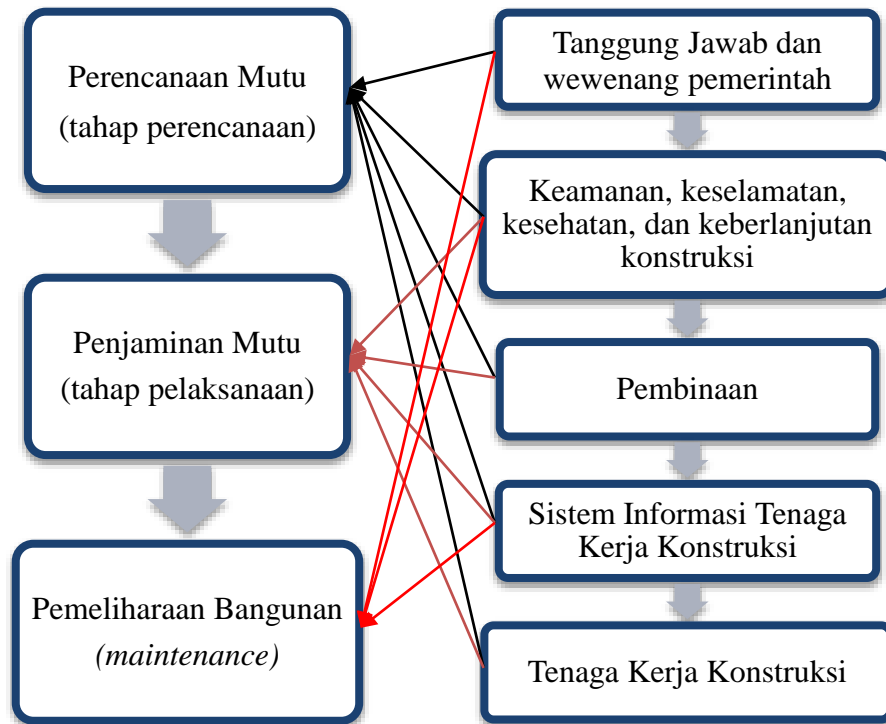 Perencanaan Mutu
(tahap perencanaan)
Penjaminan Mutu
(tahap pelaksanaan)
Pemeliharaan Bangunan
(maintenance)
Tanggung Jawab dan
wewenang pemerintah
Keamanan, keselamatan,
kesehatan, dan keberlanjutan
konstruksi
Pembinaan
Sistem Informasi Tenaga
Kerja Konstruksi
Tenaga Kerja Konstruksi